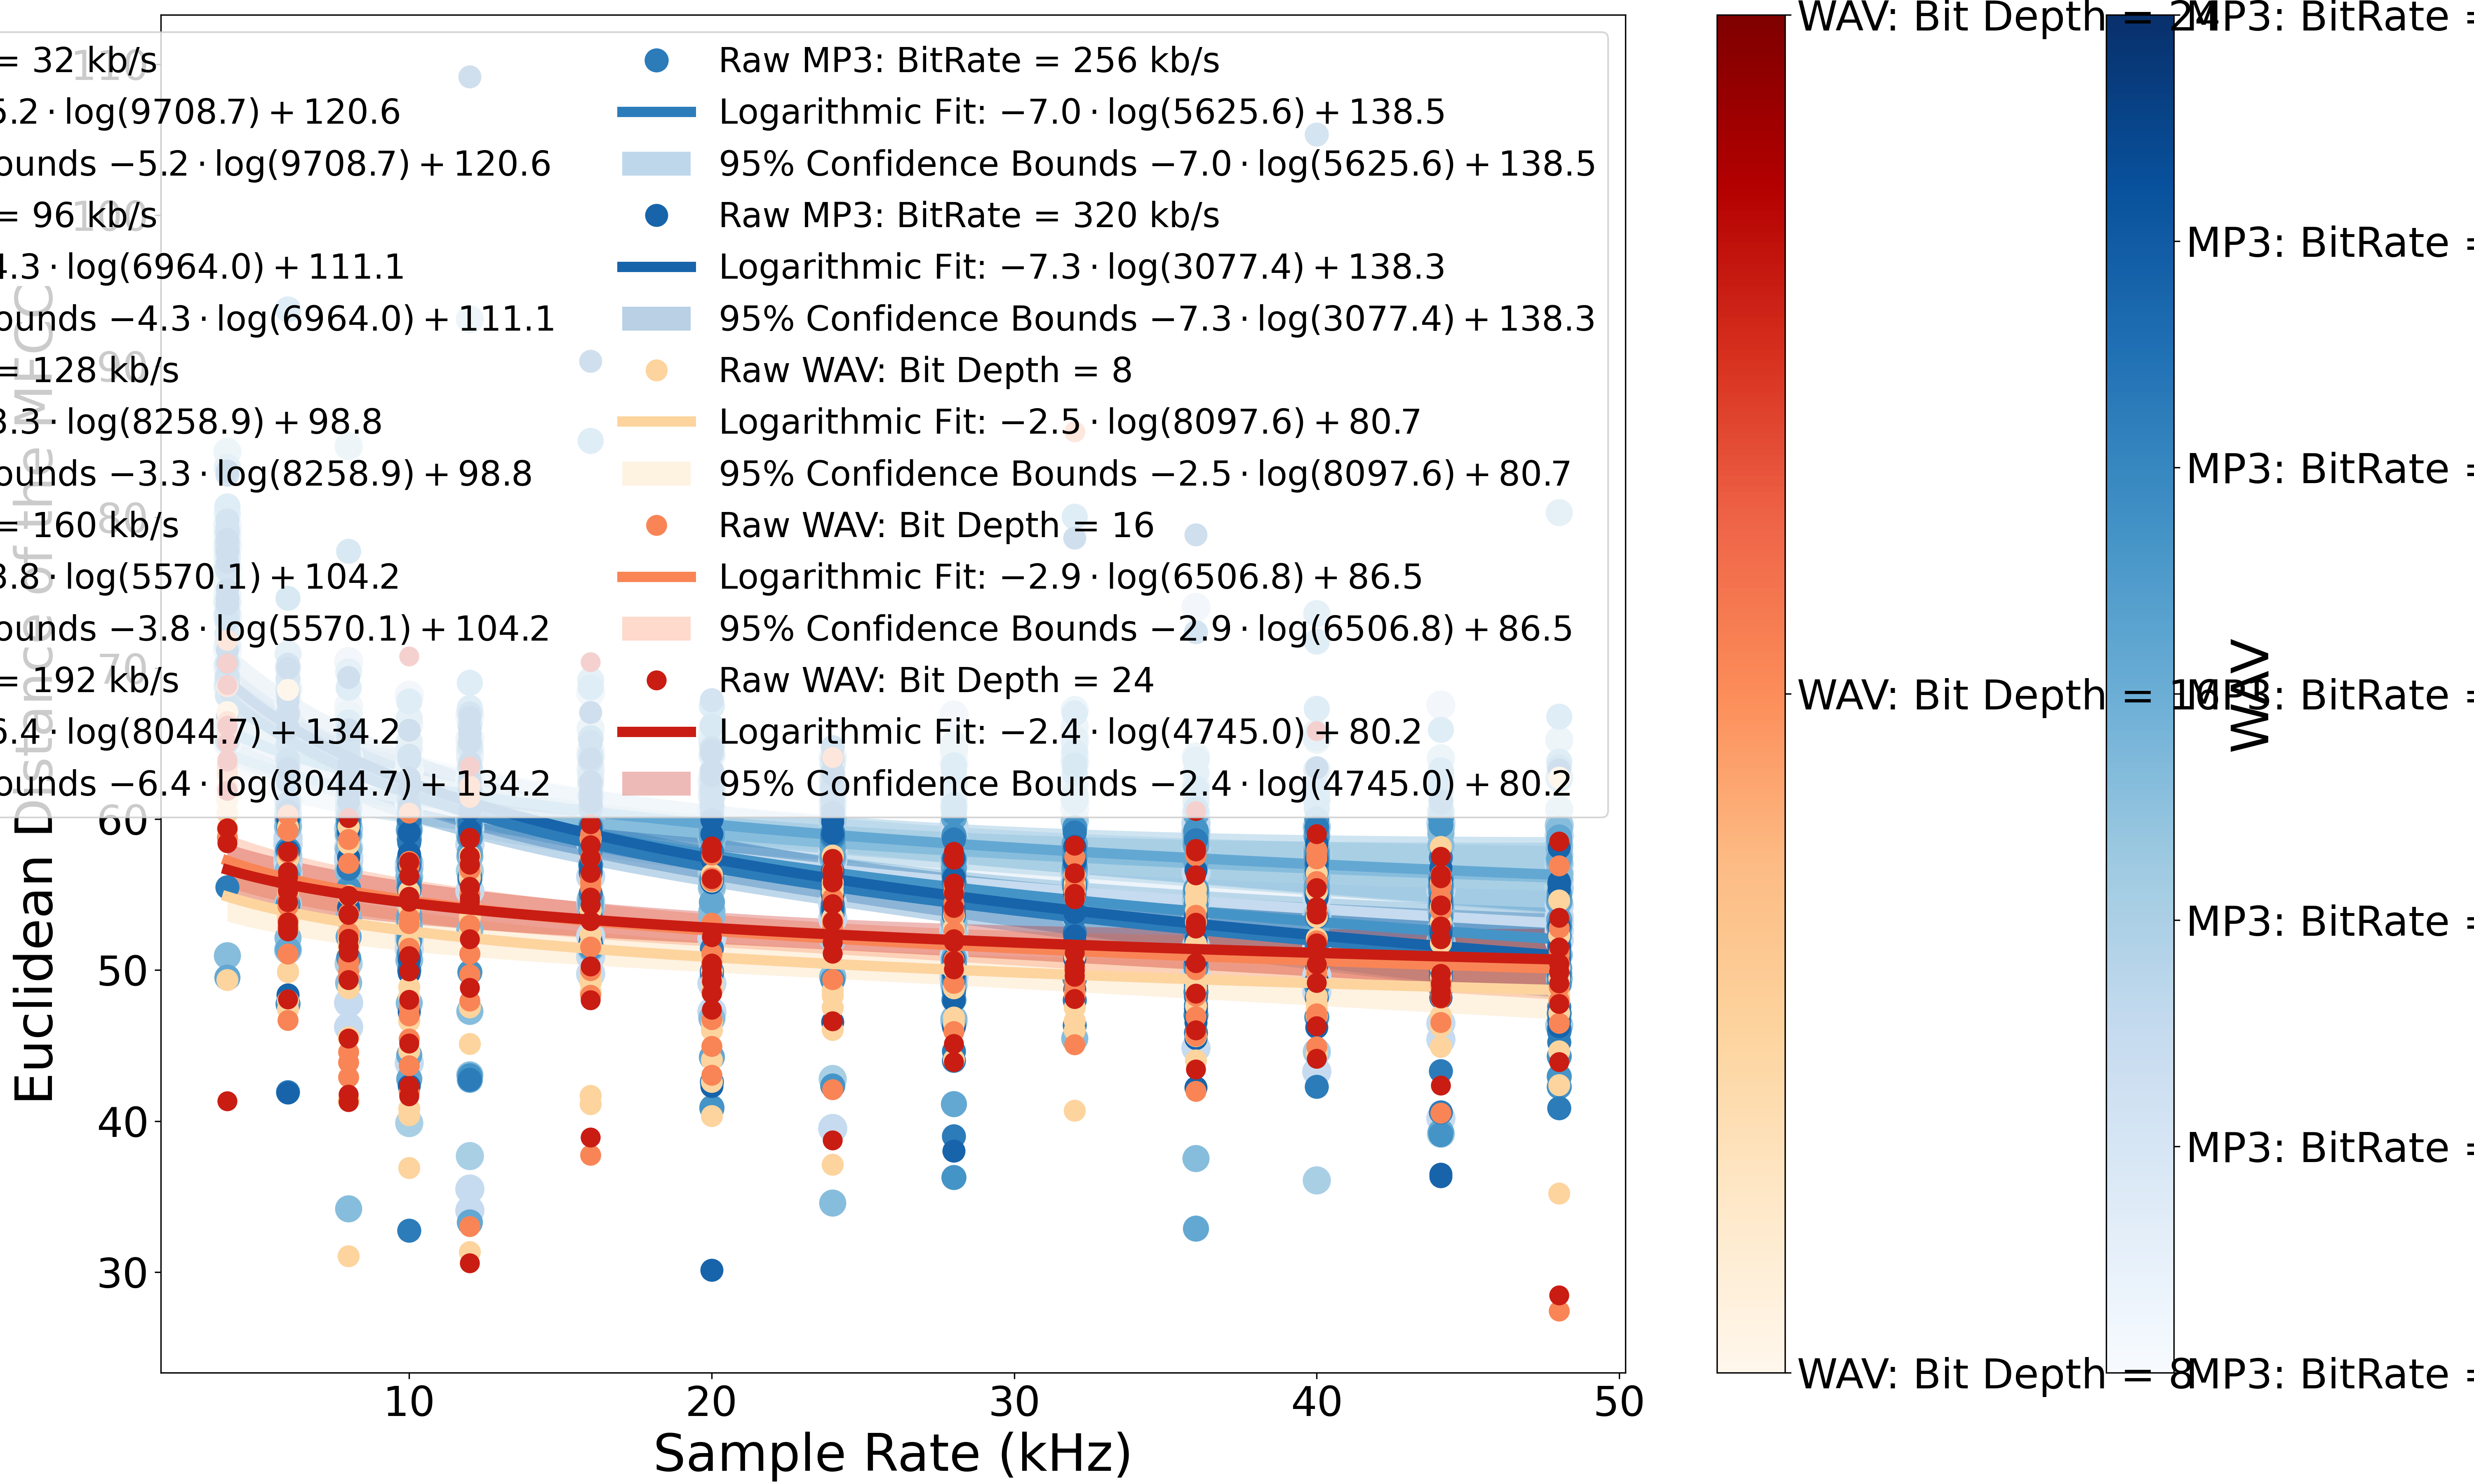 Euclidean Distance of the MFCC
110
100
90
80
70
60
50
40
30
10
20
30
40
50
Sample Rate (kHz)
= 32 kb/s
5.2 · log(9708.7) + 120.6
ounds −5.2 · log(9708.7) + 120.6
= 96 kb/s
4.3 · log(6964.0) + 111.1
ounds −4.3 · log(6964.0) + 111.1
= 128 kb/s
3.3 · log(8258.9) + 98.8
ounds −3.3 · log(8258.9) + 98.8
= 160 kb/s
3.8 · log(5570.1) + 104.2
ounds −3.8 · log(5570.1) + 104.2
= 192 kb/s
6.4 · log(8044.7) + 134.2
ounds −6.4 · log(8044.7) + 134.2
Raw MP3: BitRate = 256 kb/s
Logarithmic Fit: −7.0 · log(5625.6) + 138.5
95% Confidence Bounds −7.0 · log(5625.6) + 138.5
Raw MP3: BitRate = 320 kb/s
Logarithmic Fit: −7.3 · log(3077.4) + 138.3
95% Confidence Bounds −7.3 · log(3077.4) + 138.3
Raw WAV: Bit Depth = 8
Logarithmic Fit: −2.5 · log(8097.6) + 80.7
95% Confidence Bounds −2.5 · log(8097.6) + 80.7
Raw WAV: Bit Depth = 16
Logarithmic Fit: −2.9 · log(6506.8) + 86.5
95% Confidence Bounds −2.9 · log(6506.8) + 86.5
Raw WAV: Bit Depth = 24
Logarithmic Fit: −2.4 · log(4745.0) + 80.2
95% Confidence Bounds −2.4 · log(4745.0) + 80.2
WAV: Bit Depth = 24
WAV: Bit Depth = 16
WAV: Bit Depth = 8
WAV
MP3: BitRate =
MP3: BitRate =
MP3: BitRate =
MP3: BitRate =
MP3: BitRate =
MP3: BitRate =
MP3: BitRate =